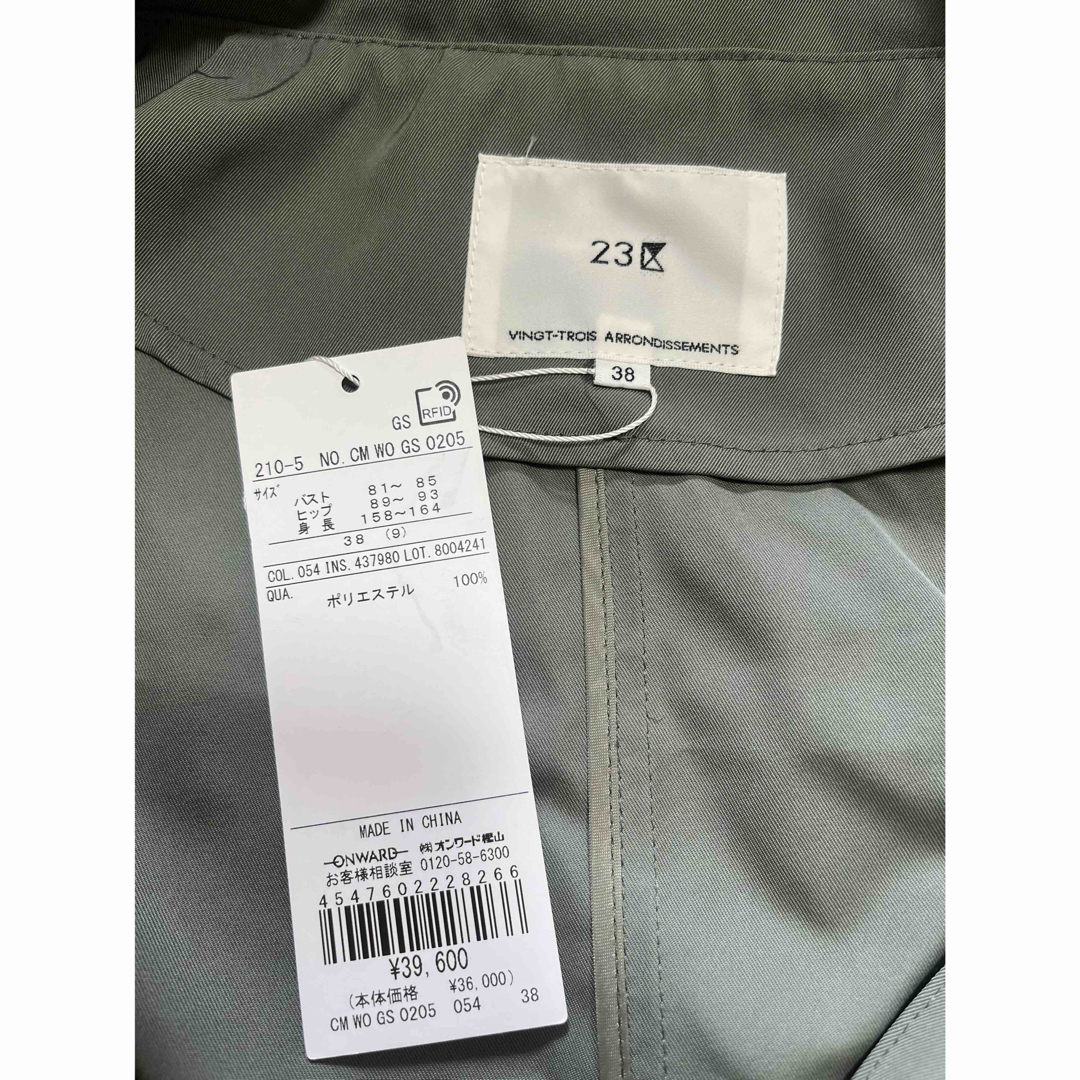 23区
VINGT-TROIS ARRONDISSEMENTS
38
GS RFID
210-5 NO. CM WO GS 0205
サイズ
バスト 81～ 85
ヒップ 89～ 93
身長 158～164
38 (9)
COL. 054 INS. 437980 LOT. 8004241
QUA. ポリエステル 100%
MADE IN CHINA
ONWARD ㈱オンワード樫山
お客様相談室 0120-58-6300
4547602228266
¥39,600
(本体価格 ¥36,000)
CM WO GS 0205 054 38